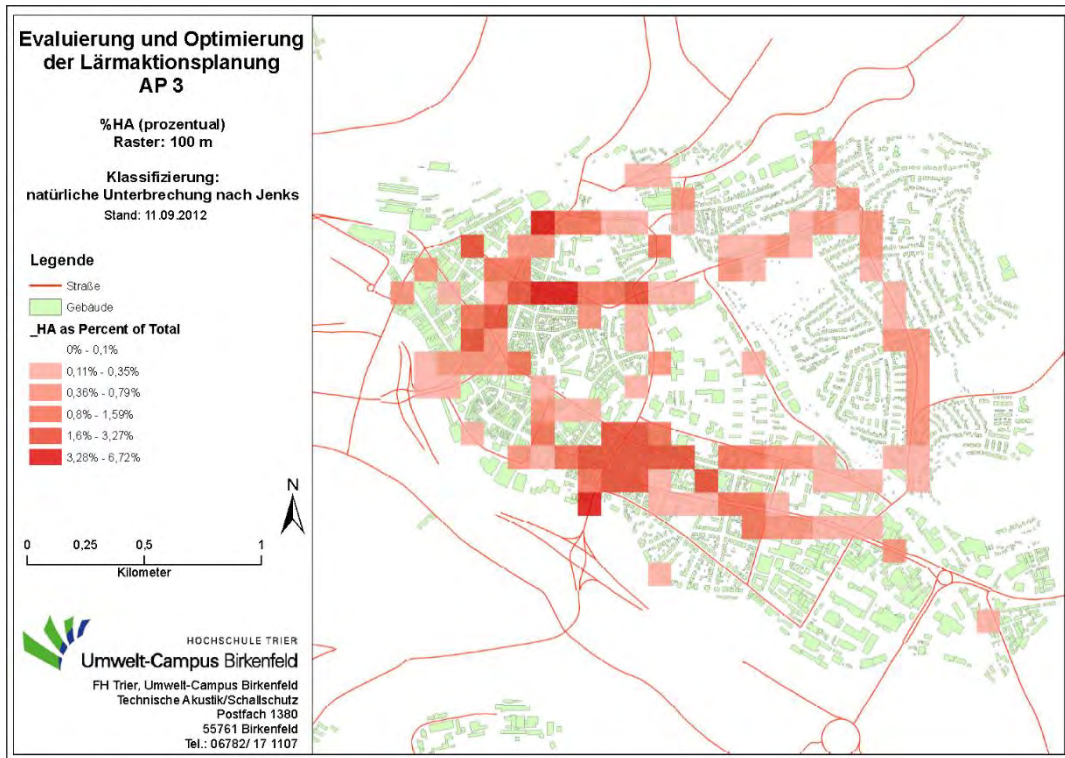 Evaluierung und Optimierung
der Lärmaktionsplanung
AP 3
%HA (prozentual)
Raster: 100 m
Klassifizierung:
natürliche Unterbrechung nach Jenks
Stand: 11.09.2012
Legende
Straße
Gebäude
_HA as Percent of Total
0% - 0,1%
0,11% - 0,35%
0,36% - 0,79%
0,8% - 1,59%
1,6% - 3,27%
3,28% - 6,72%
N
0 0,25 0,5 1
Kilometer
HOCHSCHULE TRIER
Umwelt-Campus Birkenfeld
FH Trier, Umwelt-Campus Birkenfeld
Technische Akustik/Schallschutz
Postfach 1380
55761 Birkenfeld
Tel.: 06782/ 17 1107